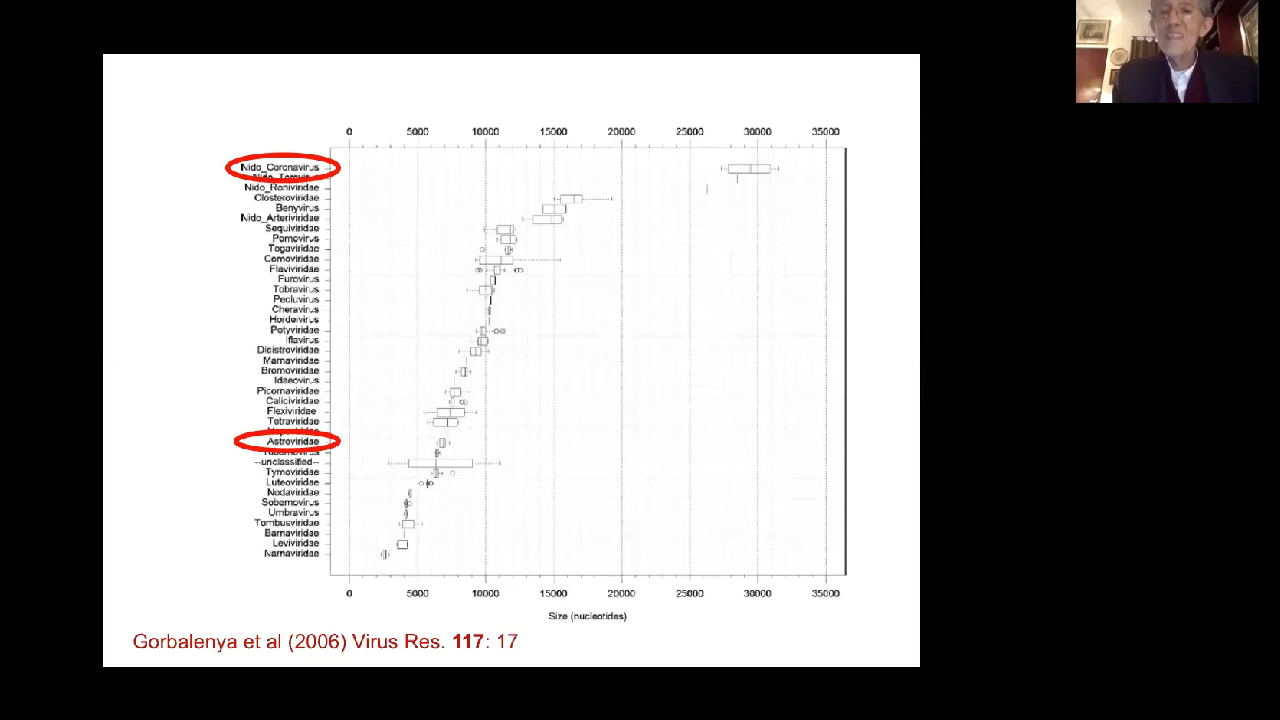 0 5000 10000 15000 20000 25000 30000 35000
Nido_Coronavirus
Nido_Roniviridae
Closteroviridae
Benyvirus
Nido_Arteriviridae
Sequiviridae
Pomovirus
Togaviridae
Comoviridae
Flaviviridae
Furovirus
Tobravirus
Pecluvirus
Cheravirus
Hordeivirus
Potyviridae
Iflavirus
Dicistroviridae
Marnaviridae
Bromoviridae
Idaeovirus
Picornaviridae
Caliciviridae
Flexiviridae
Tetraviridae
Astroviridae
--unclassified--
Tymoviridae
Luteoviridae
Nodaviridae
Sobemovirus
Umbravirus
Tombusviridae
Barnaviridae
Leviviridae
Narnaviridae
0 5000 10000 15000 20000 25000 30000 35000
Size (nucleotides)
Gorbalenya et al (2006) Virus Res. 117: 17